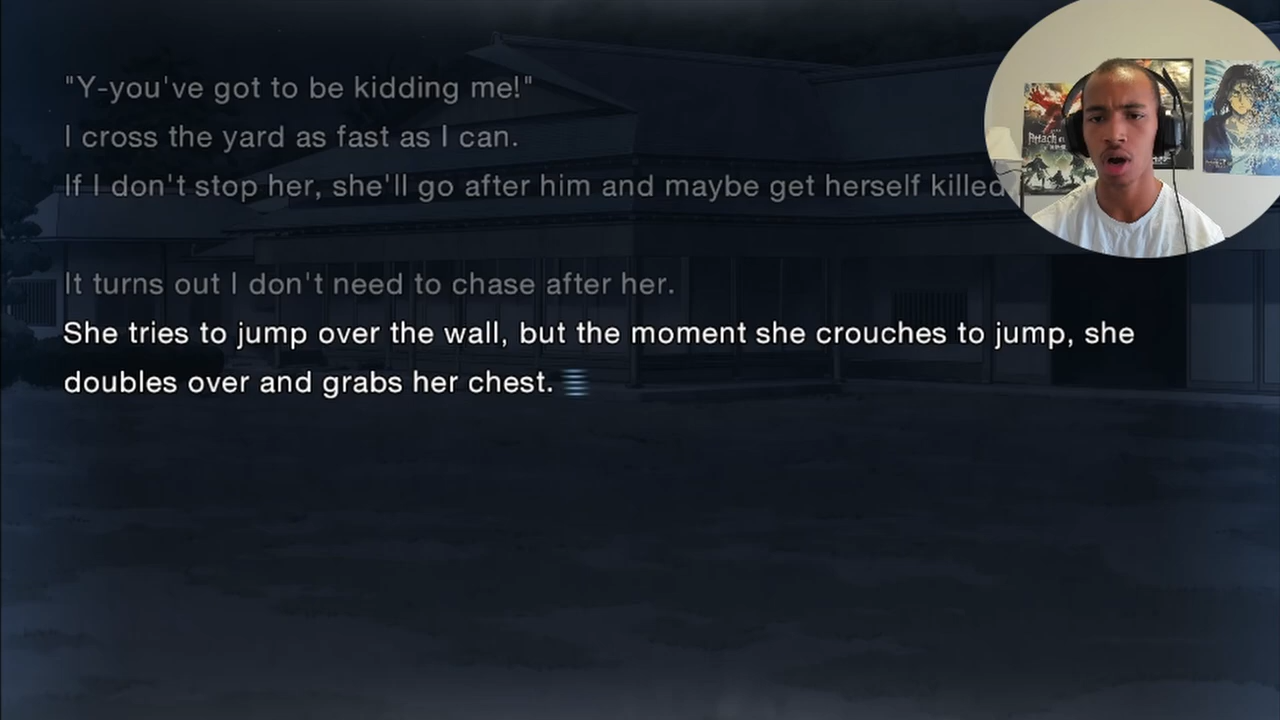 "Y-you've got to be kidding me!"
I cross the yard as fast as I can.
If I don't stop her, she'll go after him and maybe get herself killed
It turns out I don't need to chase after her.
She tries to jump over the wall, but the moment she crouches to jump, she
doubles over and grabs her chest.